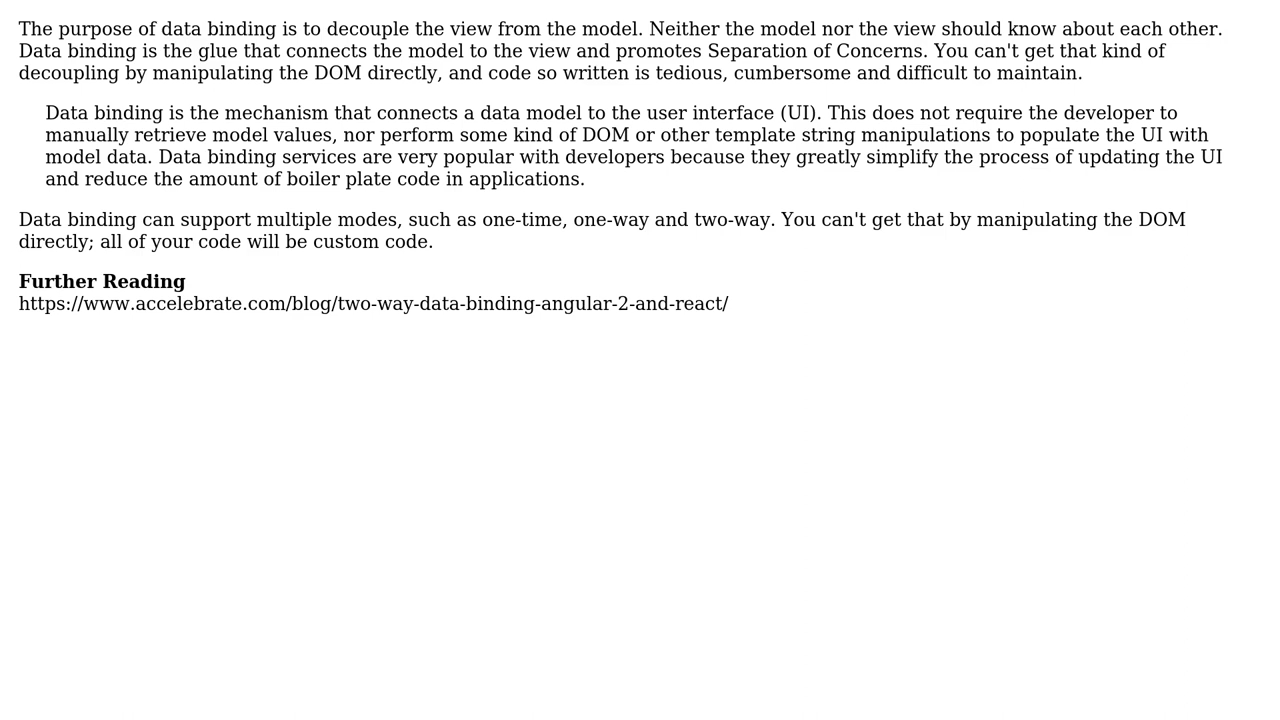 The purpose of data binding is to decouple the view from the model. Neither the model nor the view should know about each other.
Data binding is the glue that connects the model to the view and promotes Separation of Concerns. You can't get that kind of
decoupling by manipulating the DOM directly, and code so written is tedious, cumbersome and difficult to maintain.
Data binding is the mechanism that connects a data model to the user interface (UI). This does not require the developer to
manually retrieve model values, nor perform some kind of DOM or other template string manipulations to populate the UI with
model data. Data binding services are very popular with developers because they greatly simplify the process of updating the UI
and reduce the amount of boiler plate code in applications.
Data binding can support multiple modes, such as one-time, one-way and two-way. You can't get that by manipulating the DOM
directly; all of your code will be custom code.
Further Reading
https://www.accelebrate.com/blog/two-way-data-binding-angular-2-and-react/